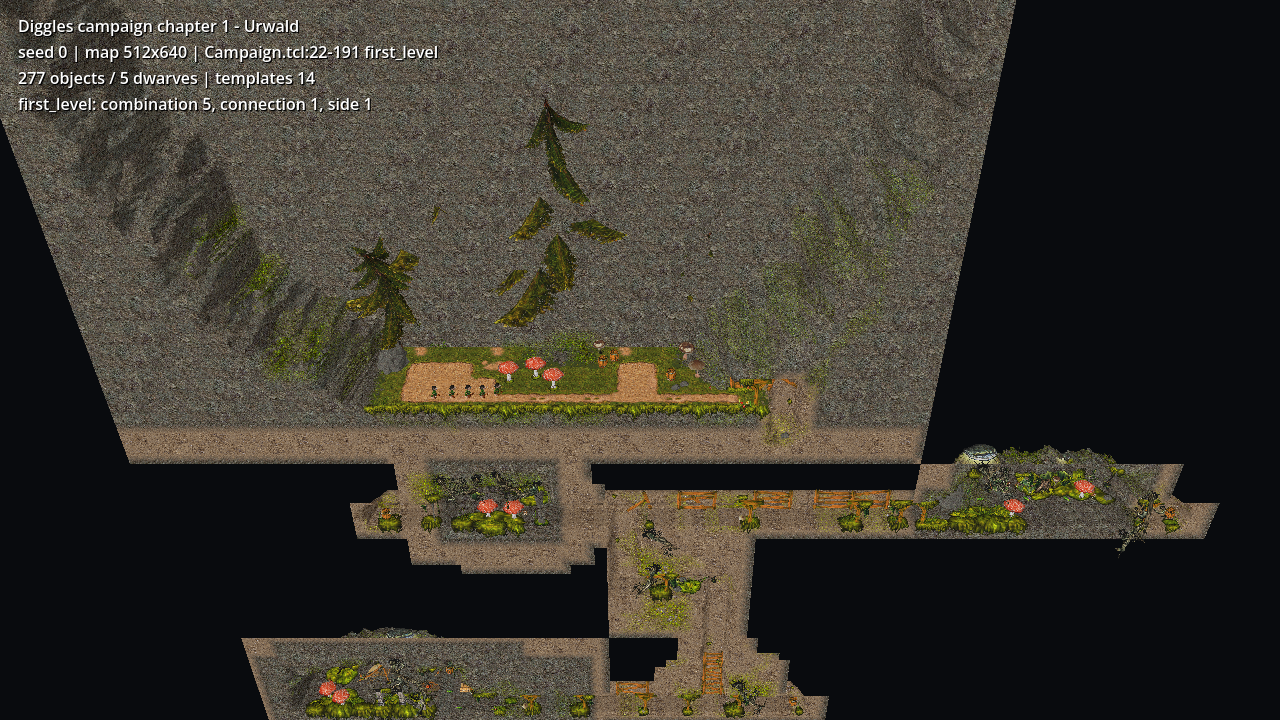 Diggles campaign chapter 1 - Urwald
seed 0 | map 512x640 | Campaign.tcl:22-191 first_level
277 objects / 5 dwarves | templates 14
first_level: combination 5, connection 1, side 1